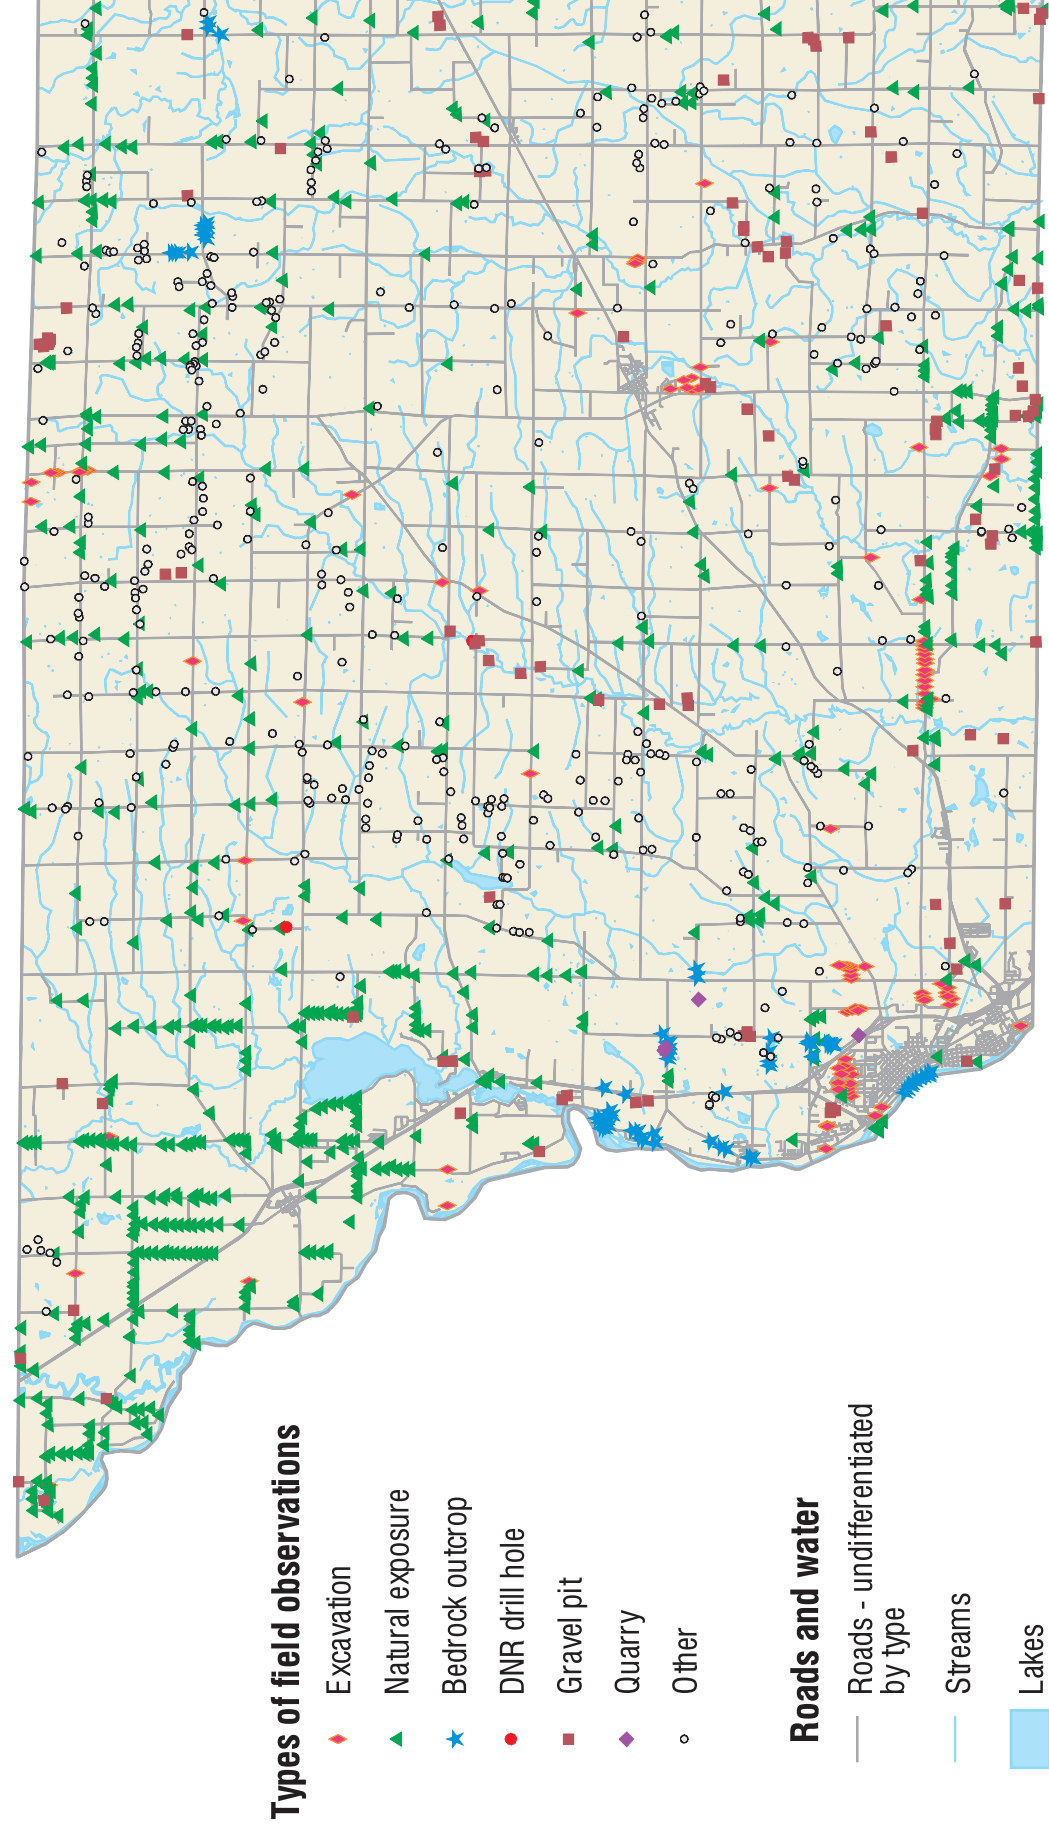 Types of field observations
Excavation
Natural exposure
Bedrock outcrop
DNR drill hole
Gravel pit
Quarry
Other
Roads and water
Roads - undifferentiated
by type
Streams
Lakes